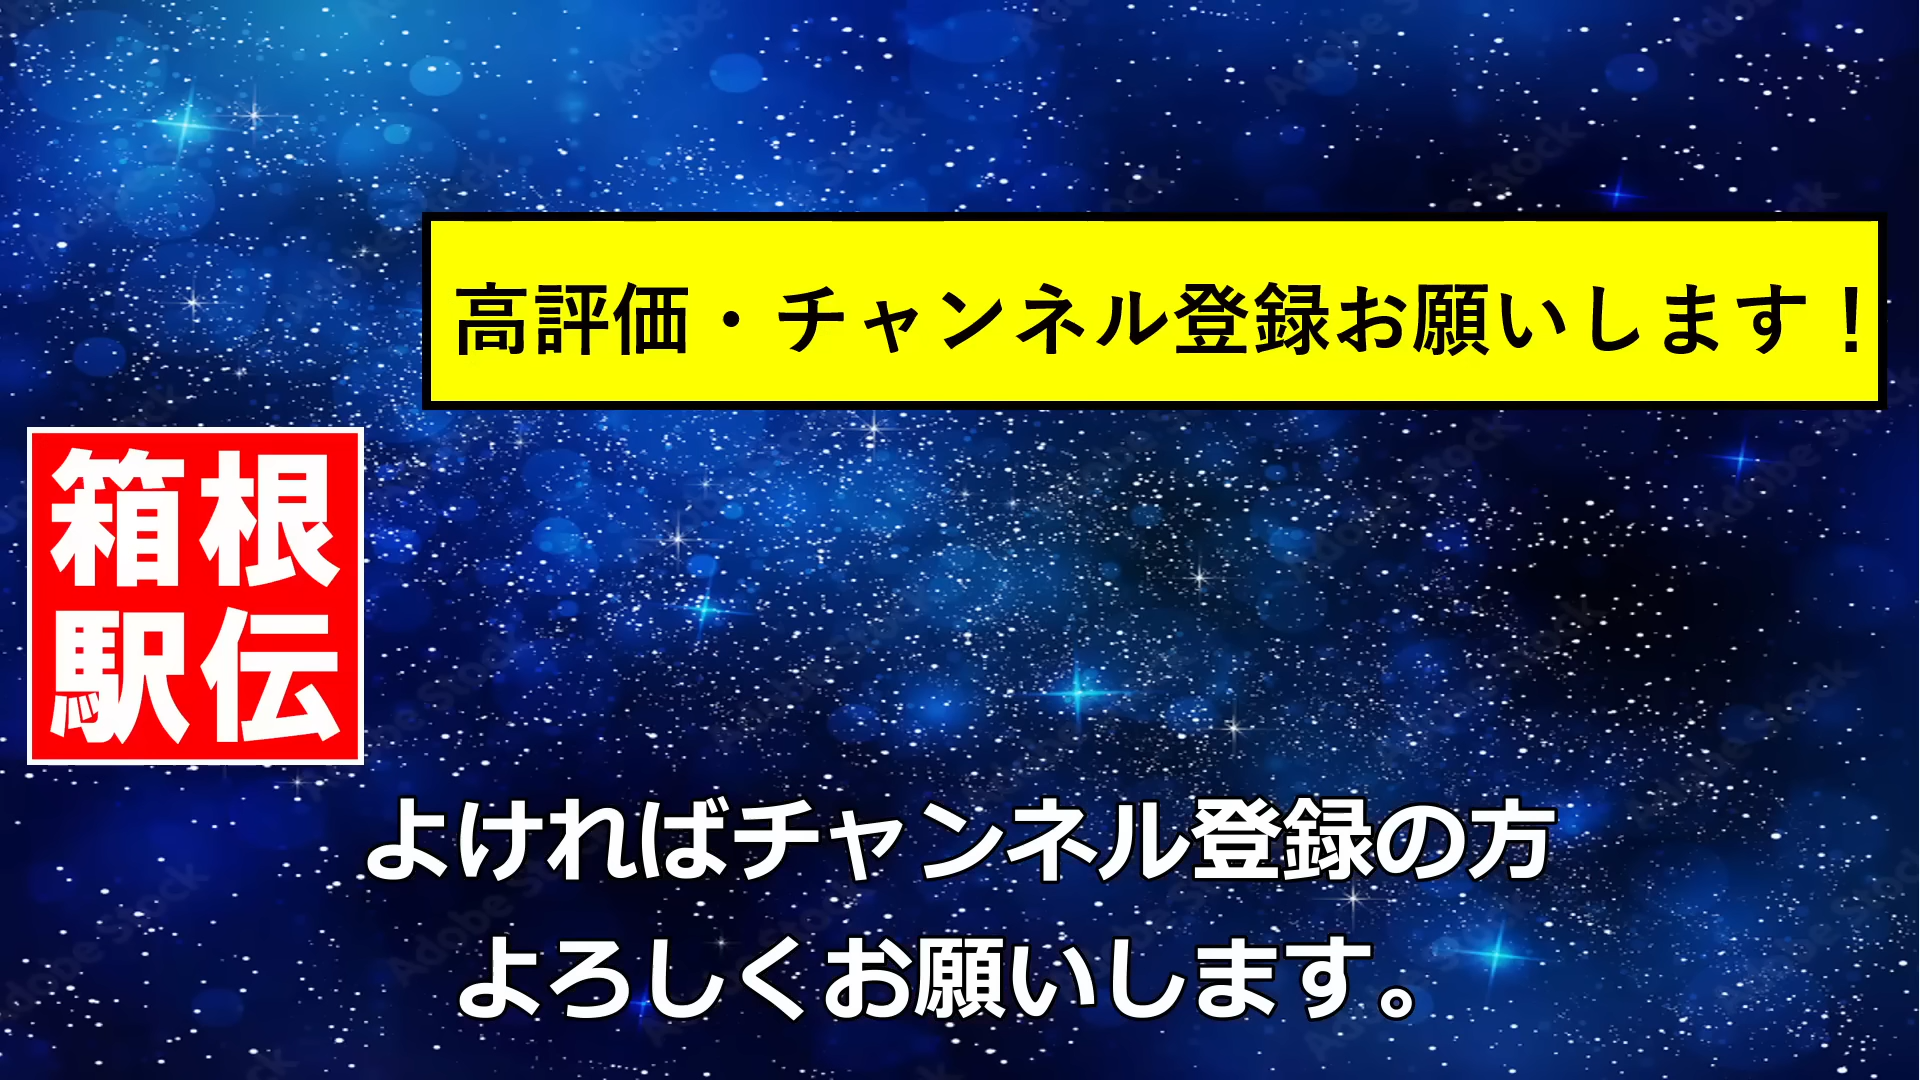 高評価・チャンネル登録お願いします！
箱根
駅伝
よければチャンネル登録の方
よろしくお願いします。
Adobe Stock